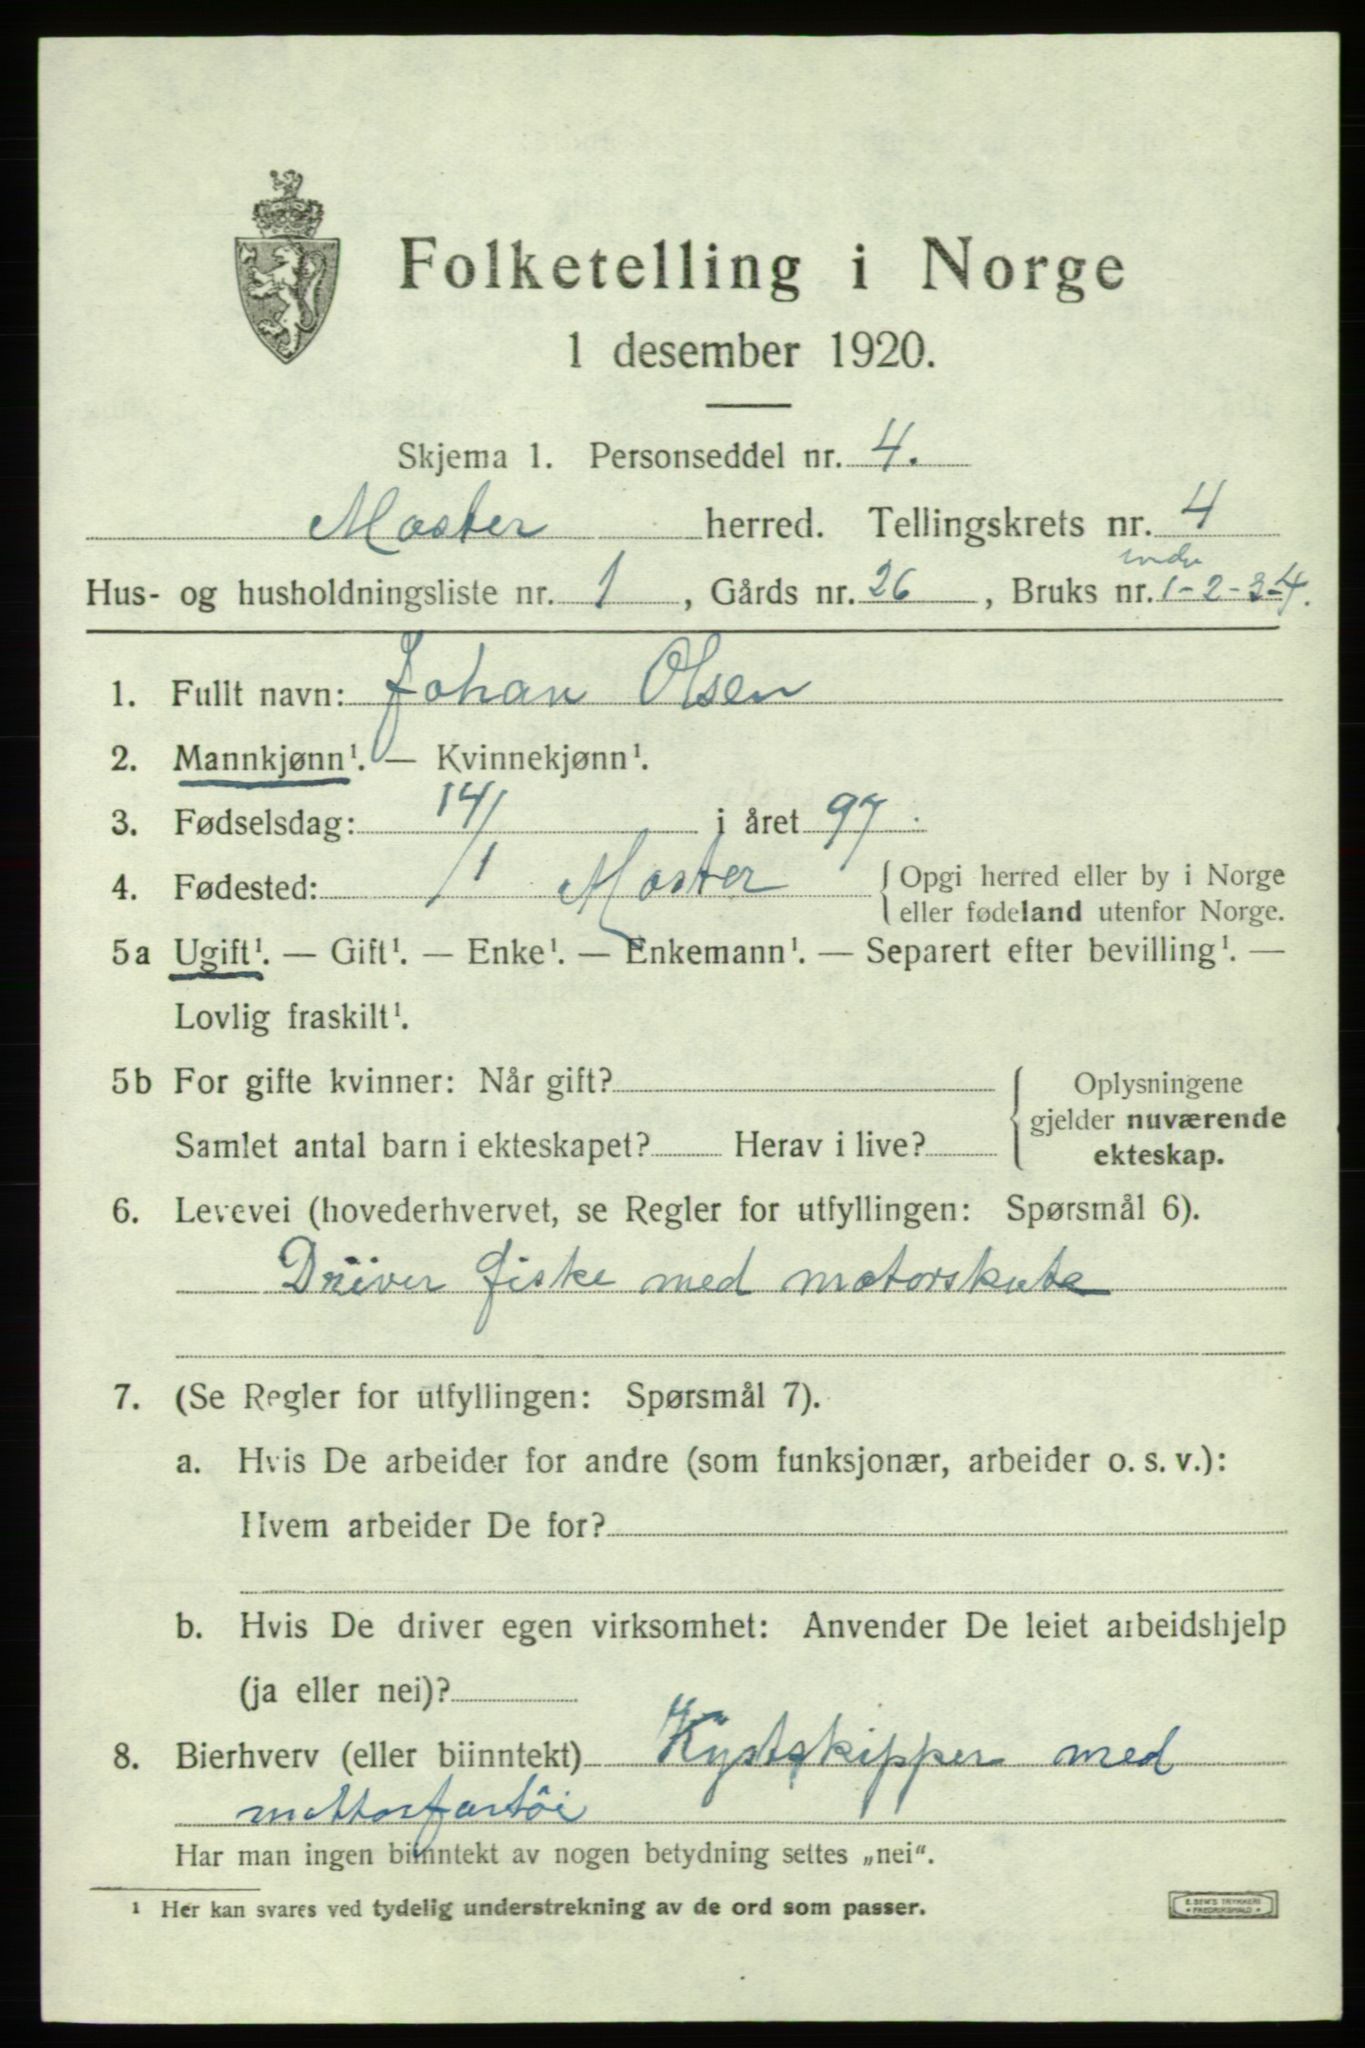 Folketelling i Norge
1 desember 1920.
Skjema 1. Personseddel nr. 4.
Moster herred. Tellingskrets nr. 4
Hus- og husholdningsliste nr. 1, Gårds nr. 26, Bruks nr. 1-2-3-4.
1. Fullt navn: Johan Olsen
2. Mannkjønn¹. — Kvinnekjønn¹.
3. Fødselsdag: 14/1 i året 97.
4. Fødested: Moster { Opgi herred eller by i Norge
eller fødeland utenfor Norge.
5a Ugift¹. — Gift¹. — Enke¹. — Enkemann¹. — Separert efter bevilling¹. —
Lovlig fraskilt¹.
5b For gifte kvinner: Når gift? { Oplysningene
gjelder nuværende
Samlet antal barn i ekteskapet? Herav i live?
ekteskap.
6. Levevei (hovederhvervet, se Regler for utfyllingen: Spørsmål 6).
Driver fiske med motorskute
7. (Se Regler for utfyllingen: Spørsmål 7).
a. Hvis De arbeider for andre (som funksjonær, arbeider o. s. v.):
Hvem arbeider De for?
b. Hvis De driver egen virksomhet: Anvender De leiet arbeidshjelp
(ja eller nei)?
8. Bierhverv (eller biinntekt) Kystskipper med
mottorfartöi
Har man ingen biinntekt av nogen betydning settes „nei“.
¹ Her kan svares ved tydelig understrekning av de ord som passer.
E. SEM'S TRYKKERI
• FREDRIKSHALD •